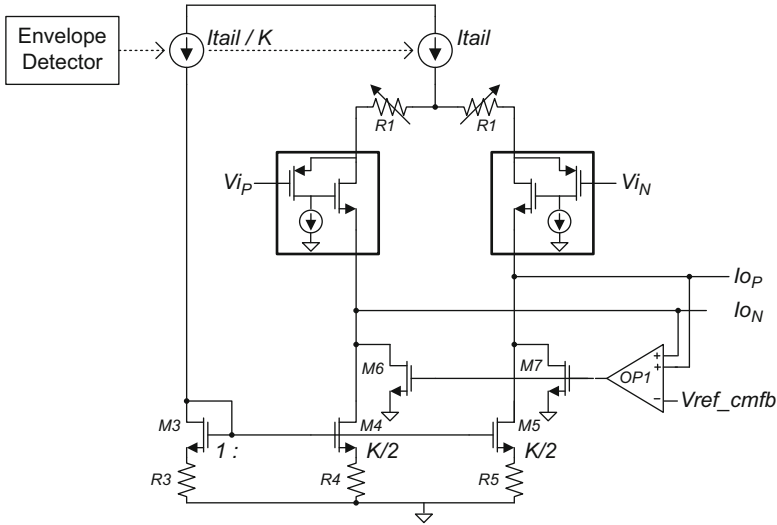 Envelope
Detector
Itail / K
Itail
R1
R1
ViP
ViN
IoP
IoN
M6
M7
+
+
−
OP1
Vref_cmfb
M3
M4
M5
1 :
K/2
K/2
R3
R4
R5